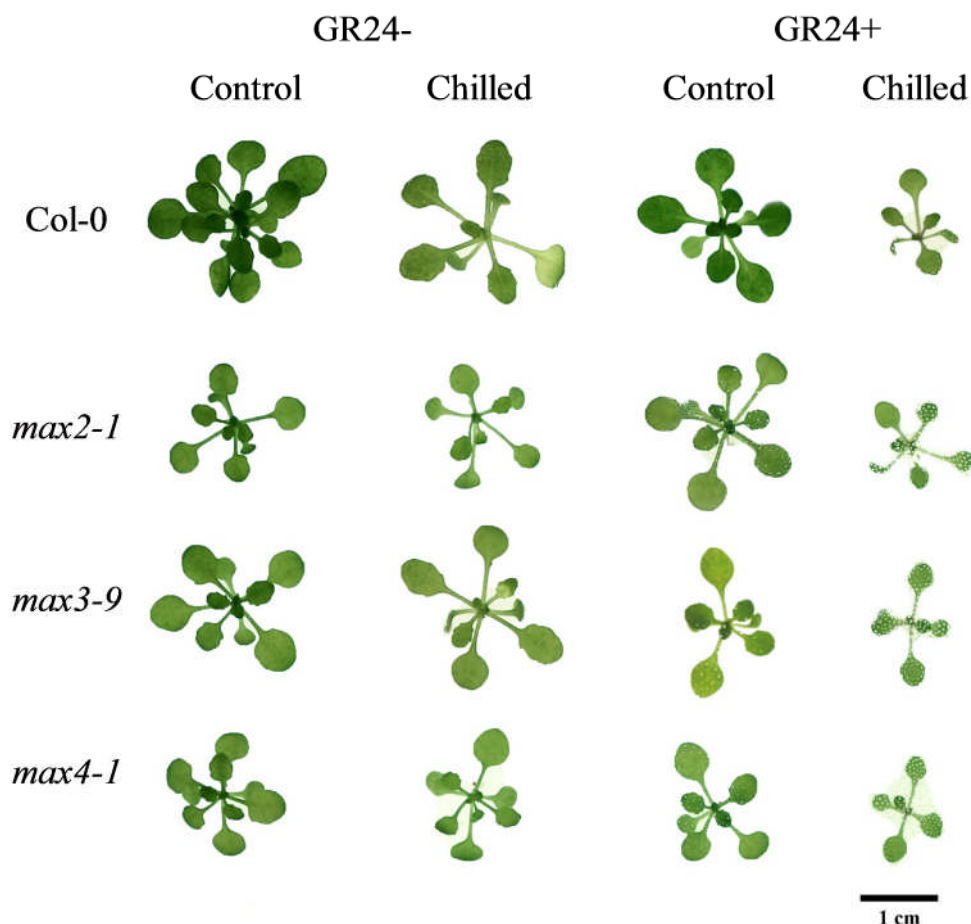 GR24- GR24+
Control Chilled Control Chilled
Col-0
max2-1
max3-9
max4-1
1 cm